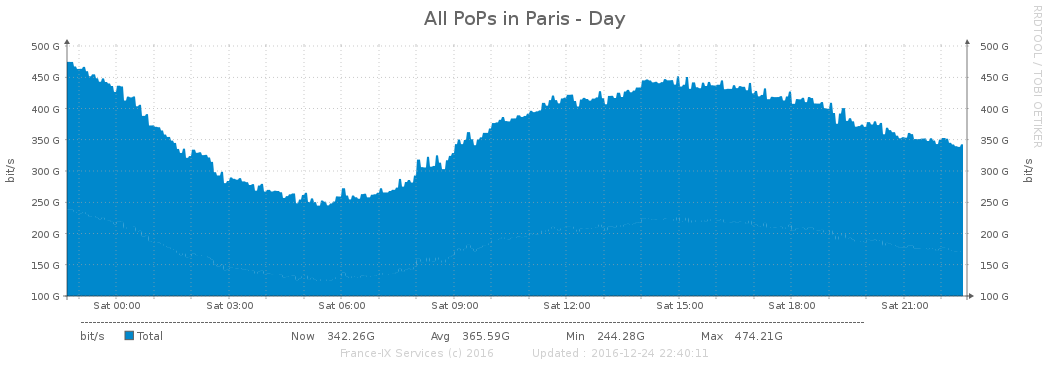 All PoPs in Paris - Day
RRDTOOL / TOBI OETIKER
bit/s
500 G
450 G
400 G
350 G
300 G
250 G
200 G
150 G
100 G
500 G
450 G
400 G
350 G
300 G
250 G
200 G
150 G
100 G
bit/s
Sat 00:00 Sat 03:00 Sat 06:00 Sat 09:00 Sat 12:00 Sat 15:00 Sat 18:00 Sat 21:00
bit/s Total Now 342.26G Avg 365.59G Min 244.28G Max 474.21G
France-IX Services (c) 2016 Updated : 2016-12-24 22:40:11